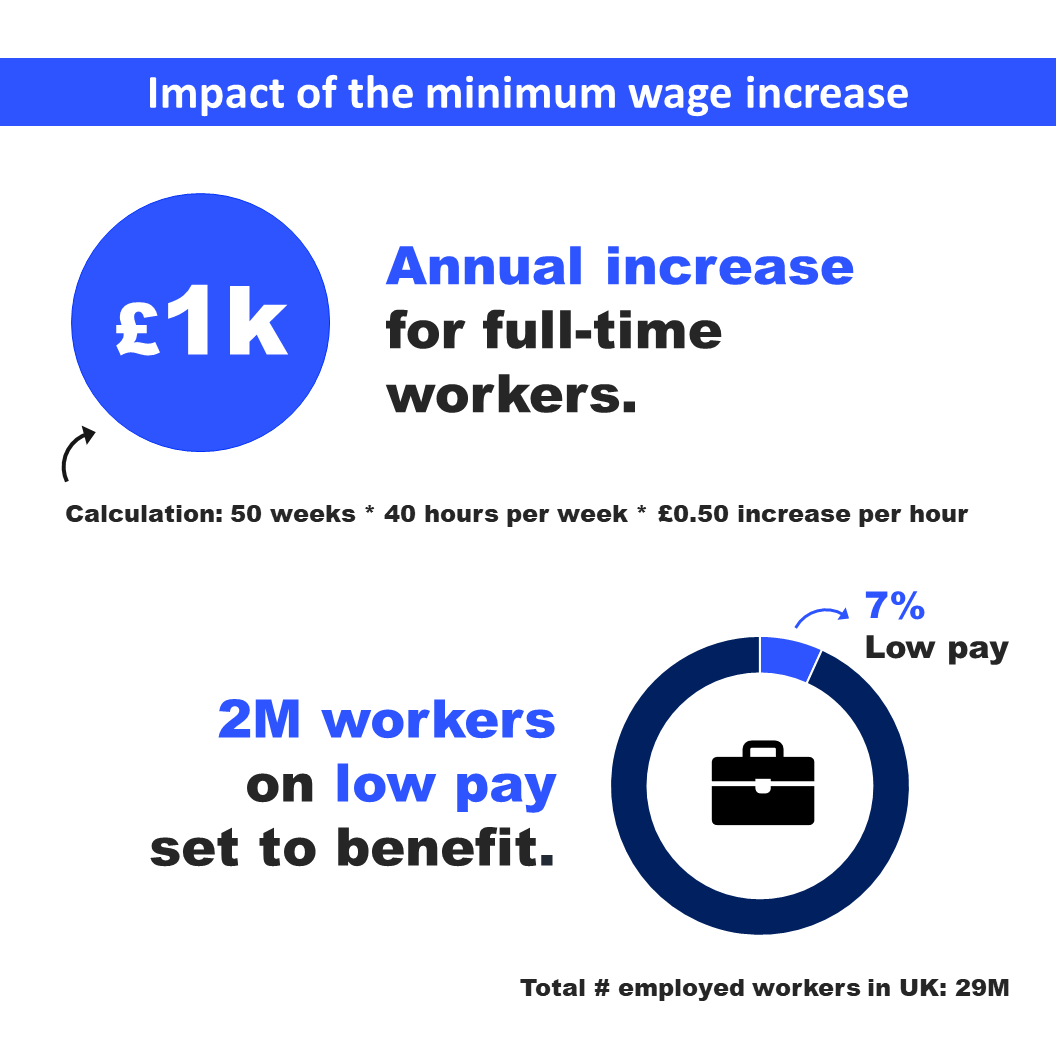 Impact of the minimum wage increase
£1k
Annual increase
for full-time
workers.
Calculation: 50 weeks * 40 hours per week * £0.50 increase per hour
7%
Low pay
2M workers
on low pay
set to benefit.
Total # employed workers in UK: 29M